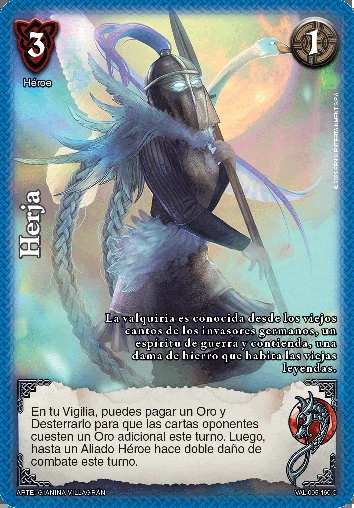 3
1
Héroe
Herja
La valquiria es conocida desde los viejos
cantos de los invasores germanos, un
espíritu de guerra y contienda, una
dama de hierro que habita las viejas
leyendas.
En tu Vigilia, puedes pagar un Oro y
Desterrarlo para que las cartas oponentes
cuesten un Oro adicional este turno. Luego,
hasta un Aliado Héroe hace doble daño de
combate este turno.
ARTE: GIANINA VILLAGRAN